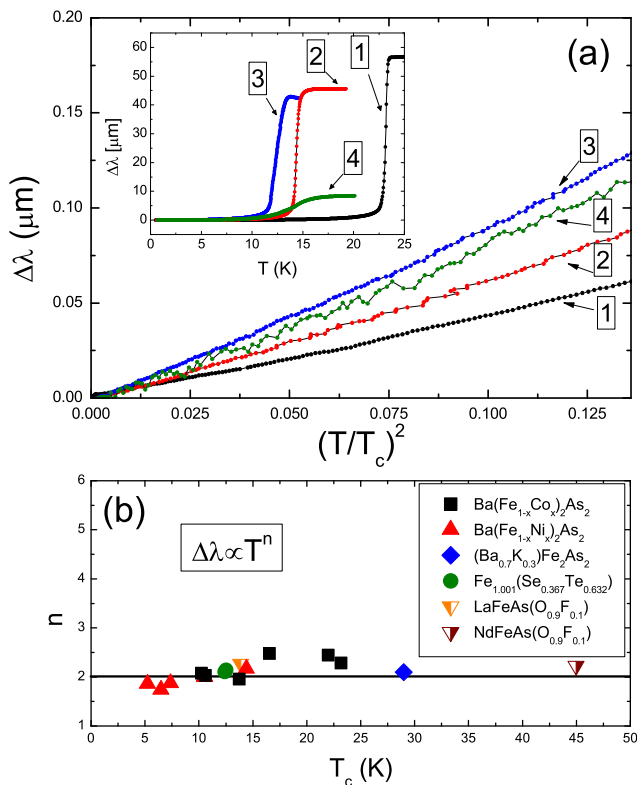 (a)
Δλ (μm)
0.20
0.15
0.10
0.05
0.00
0.000 0.025 0.050 0.075 0.100 0.125
(T/Tc)²
Δλ [μm]
60
50
40
30
20
10
0
0 5 10 15 20 25
T (K)
1
2
3
4
3
4
2
1
(b)
Δλ∝Tⁿ
n
6
5
4
3
2
1
0 5 10 15 20 25 30 35 40 45 50
Tc (K)
Ba(Fe₁₋ₓCoₓ)₂As₂
Ba(Fe₁₋ₓNiₓ)₂As₂
(Ba₀.₇K₀.₃)Fe₂As₂
Fe₁.₀₀₁(Se₀.₃₆₇Te₀.₆₃₂)
LaFeAs(O₀.₉F₀.₁)
NdFeAs(O₀.₉F₀.₁)